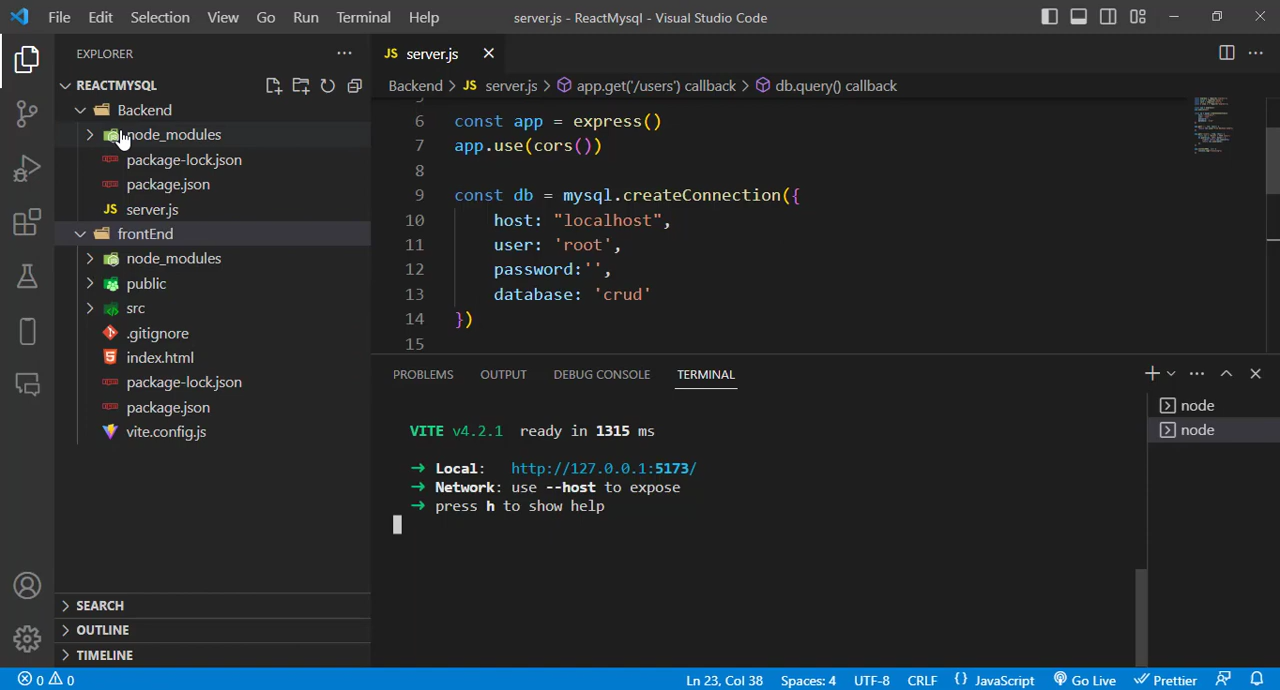 File Edit Selection View Go Run Terminal Help
server.js - ReactMysql - Visual Studio Code
EXPLORER
REACTMYSQL
Backend
node_modules
package-lock.json
package.json
JS server.js
frontEnd
node_modules
public
src
.gitignore
index.html
package-lock.json
package.json
vite.config.js
SEARCH
OUTLINE
TIMELINE
JS server.js
Backend > JS server.js > app.get('/users') callback > db.query() callback
6 const app = express()
7 app.use(cors())
8
9 const db = mysql.createConnection({
10 host: "localhost",
11 user: 'root',
12 password:'',
13 database: 'crud'
14 })
15
PROBLEMS OUTPUT DEBUG CONSOLE TERMINAL
VITE v4.2.1 ready in 1315 ms
➜ Local: http://127.0.0.1:5173/
➜ Network: use --host to expose
➜ press h to show help
node
node
0 0
Ln 23, Col 38 Spaces: 4 UTF-8 CRLF {} JavaScript Go Live Prettier